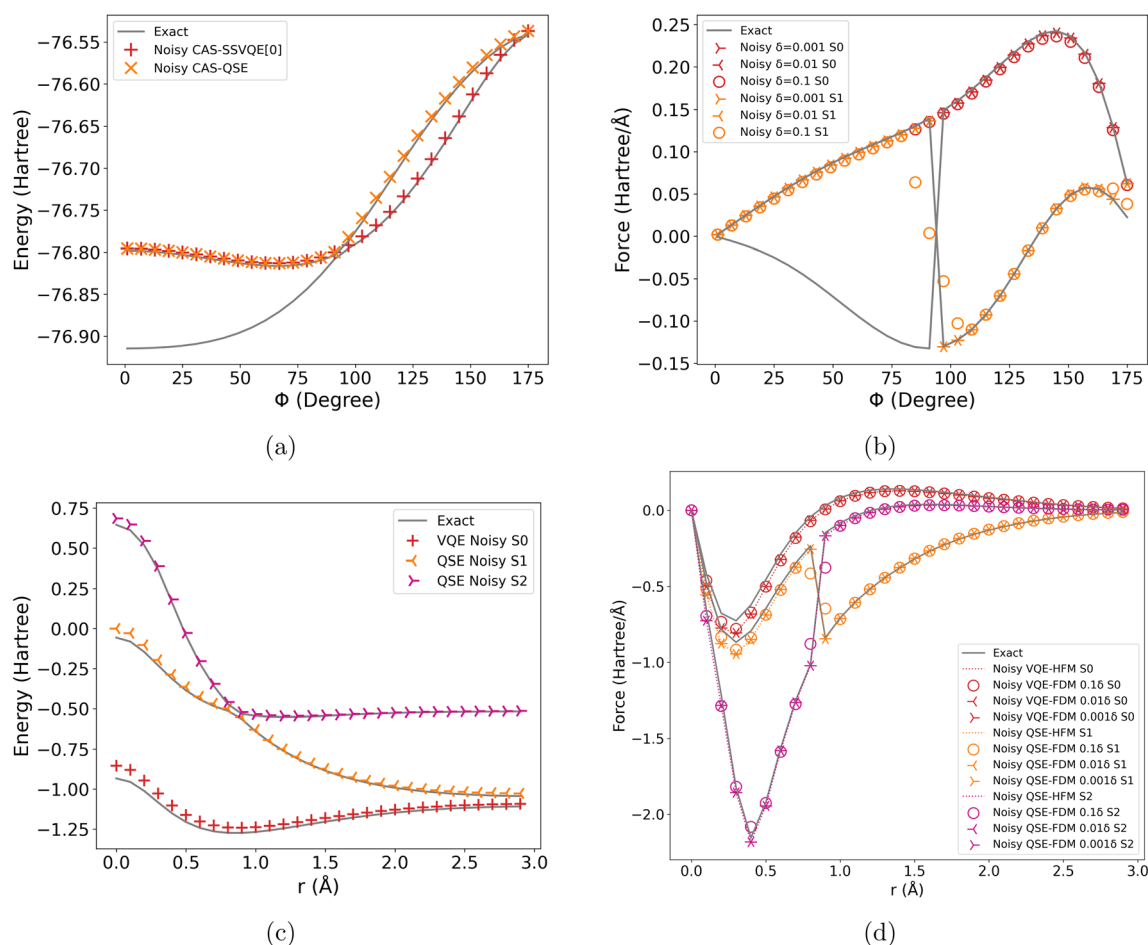 Exact
Noisy CAS-SSVQE[0]
Noisy CAS-QSE
Energy (Hartree)
−76.55
−76.60
−76.65
−76.70
−76.75
−76.80
−76.85
−76.90
0
25
50
75
100
125
150
175
Φ (Degree)
(a)
Exact
Noisy δ=0.001 S0
Noisy δ=0.01 S0
Noisy δ=0.1 S0
Noisy δ=0.001 S1
Noisy δ=0.01 S1
Noisy δ=0.1 S1
Force (Hartree/Å)
0.25
0.20
0.15
0.10
0.05
0.00
−0.05
−0.10
−0.15
0
25
50
75
100
125
150
175
Φ (Degree)
(b)
Exact
VQE Noisy S0
QSE Noisy S1
QSE Noisy S2
Energy (Hartree)
0.75
0.50
0.25
0.00
−0.25
−0.50
−0.75
−1.00
−1.25
0.0
0.5
1.0
1.5
2.0
2.5
3.0
r (Å)
(c)
Force (Hartree/Å)
0.0
−0.5
−1.0
−1.5
−2.0
Exact
Noisy VQE-HFM S0
Noisy VQE-FDM 0.1δ S0
Noisy VQE-FDM 0.01δ S0
Noisy VQE-FDM 0.001δ S0
Noisy QSE-HFM S1
Noisy QSE-FDM 0.1δ S1
Noisy QSE-FDM 0.01δ S1
Noisy QSE-FDM 0.001δ S1
Noisy QSE-HFM S2
Noisy QSE-FDM 0.1δ S2
Noisy QSE-FDM 0.01δ S2
Noisy QSE-FDM 0.001δ S2
0.0
0.5
1.0
1.5
2.0
2.5
3.0
r (Å)
(d)